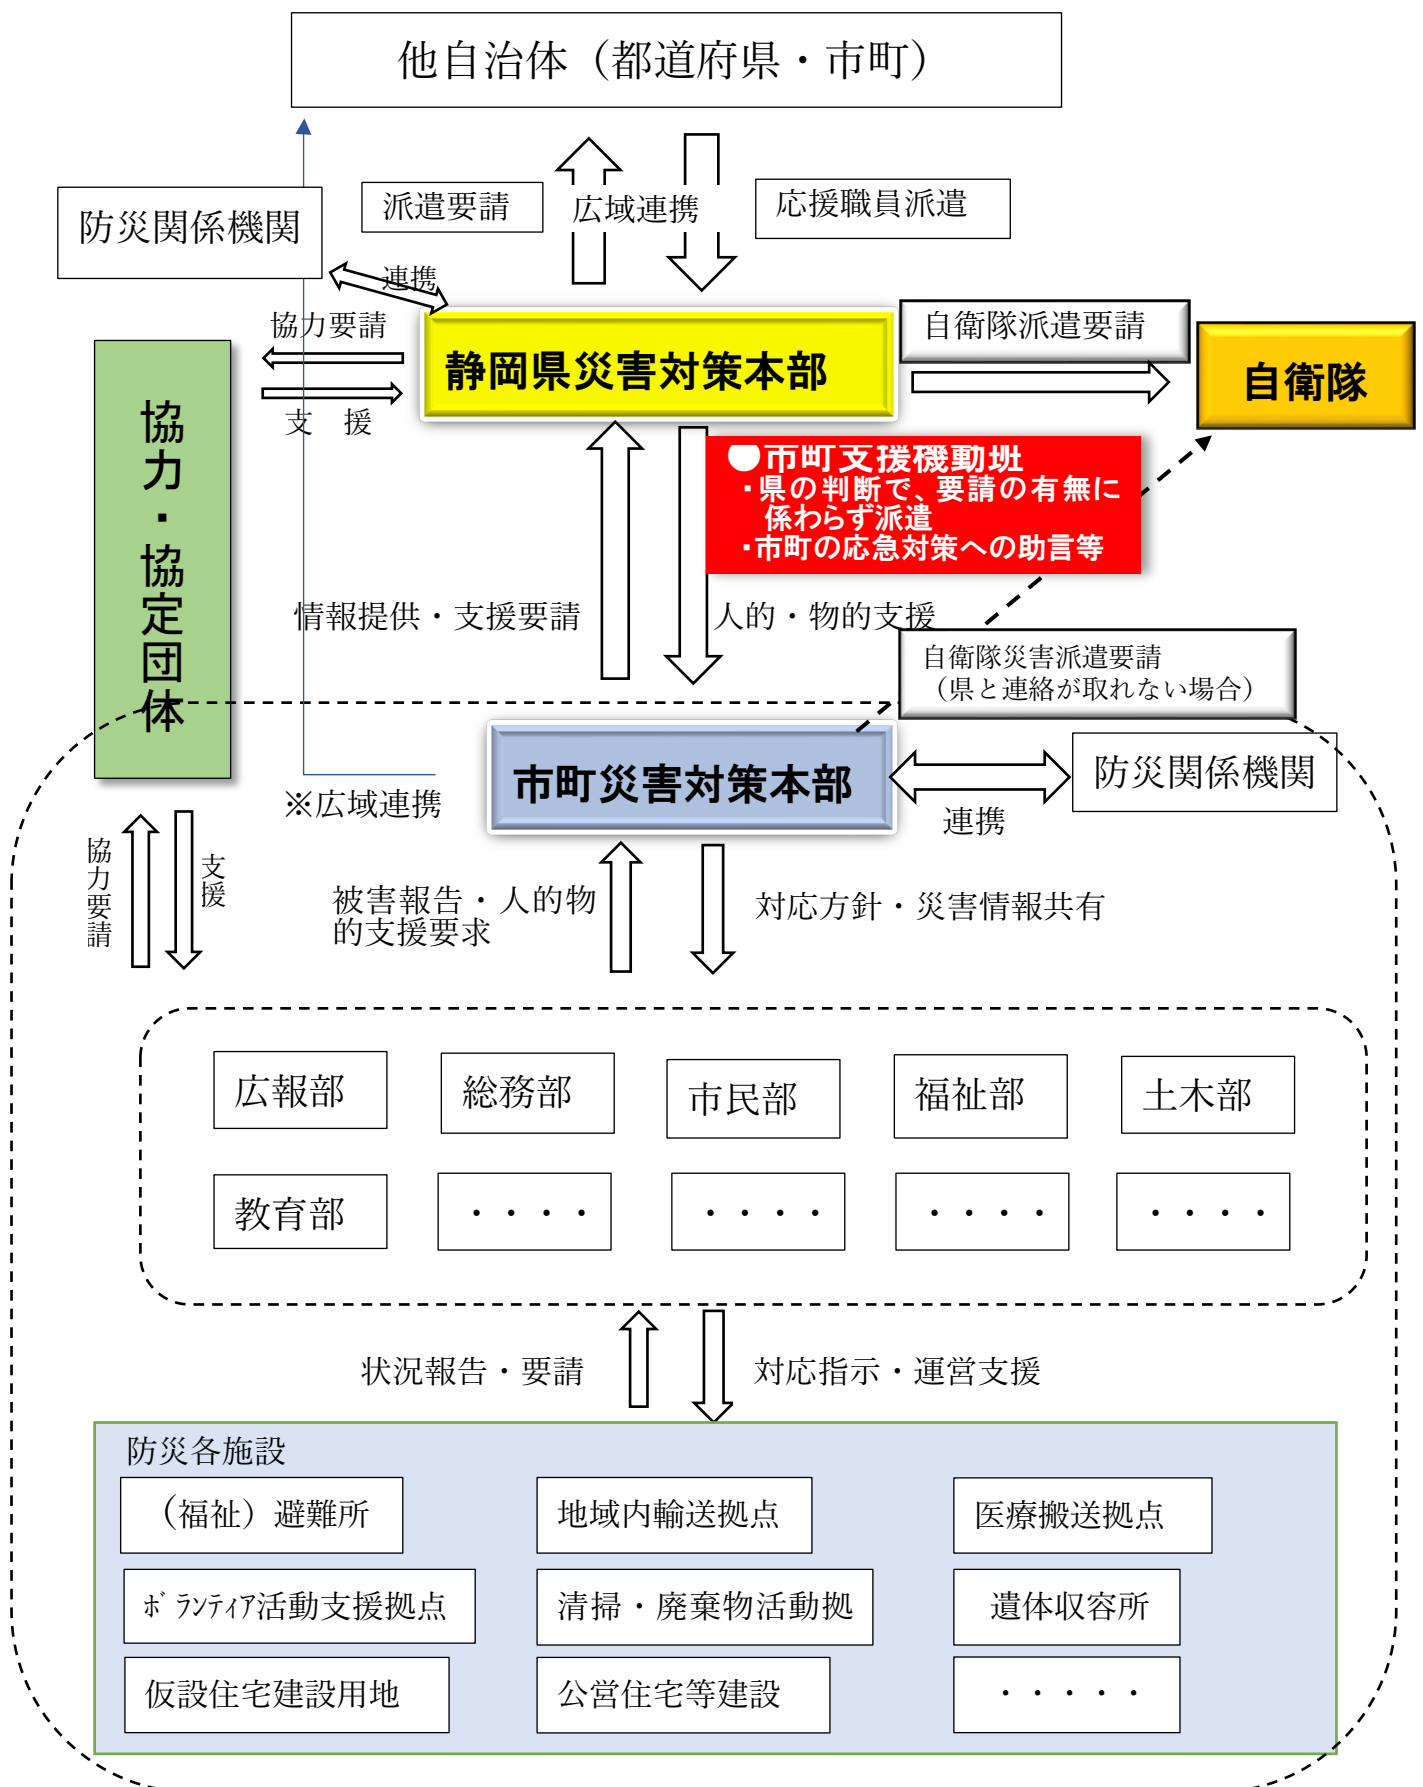 他自治体（都道府県・市町）
派遣要請
広域連携
応援職員派遣
防災関係機関
連携
協力要請
支　援
静岡県災害対策本部
自衛隊派遣要請
自衛隊
協力・協定団体
●市町支援機動班
・県の判断で、要請の有無に
係わらず派遣
・市町の応急対策への助言等
情報提供・支援要請
人的・物的支援
自衛隊災害派遣要請
（県と連絡が取れない場合）
市町災害対策本部
※広域連携
防災関係機関
連携
協力要請
支援
被害報告・人的物
的支援要求
対応方針・災害情報共有
広報部
総務部
市民部
福祉部
土木部
教育部
・・・・
・・・・
・・・・
・・・・
状況報告・要請
対応指示・運営支援
防災各施設
（福祉）避難所
地域内輸送拠点
医療搬送拠点
ﾎﾞﾗﾝﾃｨｱ活動支援拠点
清掃・廃棄物活動拠
遺体収容所
仮設住宅建設用地
公営住宅等建設
・・・・・